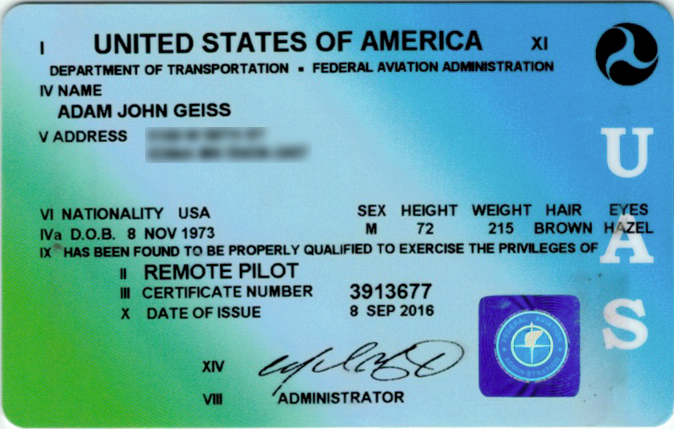 I UNITED STATES OF AMERICA XI
DEPARTMENT OF TRANSPORTATION ▪ FEDERAL AVIATION ADMINISTRATION
IV NAME
ADAM JOHN GEISS
V ADDRESS
VI NATIONALITY USA SEX HEIGHT WEIGHT HAIR EYES
IVa D.O.B. 8 NOV 1973 M 72 215 BROWN HAZEL
IX HAS BEEN FOUND TO BE PROPERLY QUALIFIED TO EXERCISE THE PRIVILEGES OF
II REMOTE PILOT
III CERTIFICATE NUMBER 3913677
X DATE OF ISSUE 8 SEP 2016
XIV
VIII ADMINISTRATOR
UAS
FEDERAL AVIATION
ADMINISTRATION